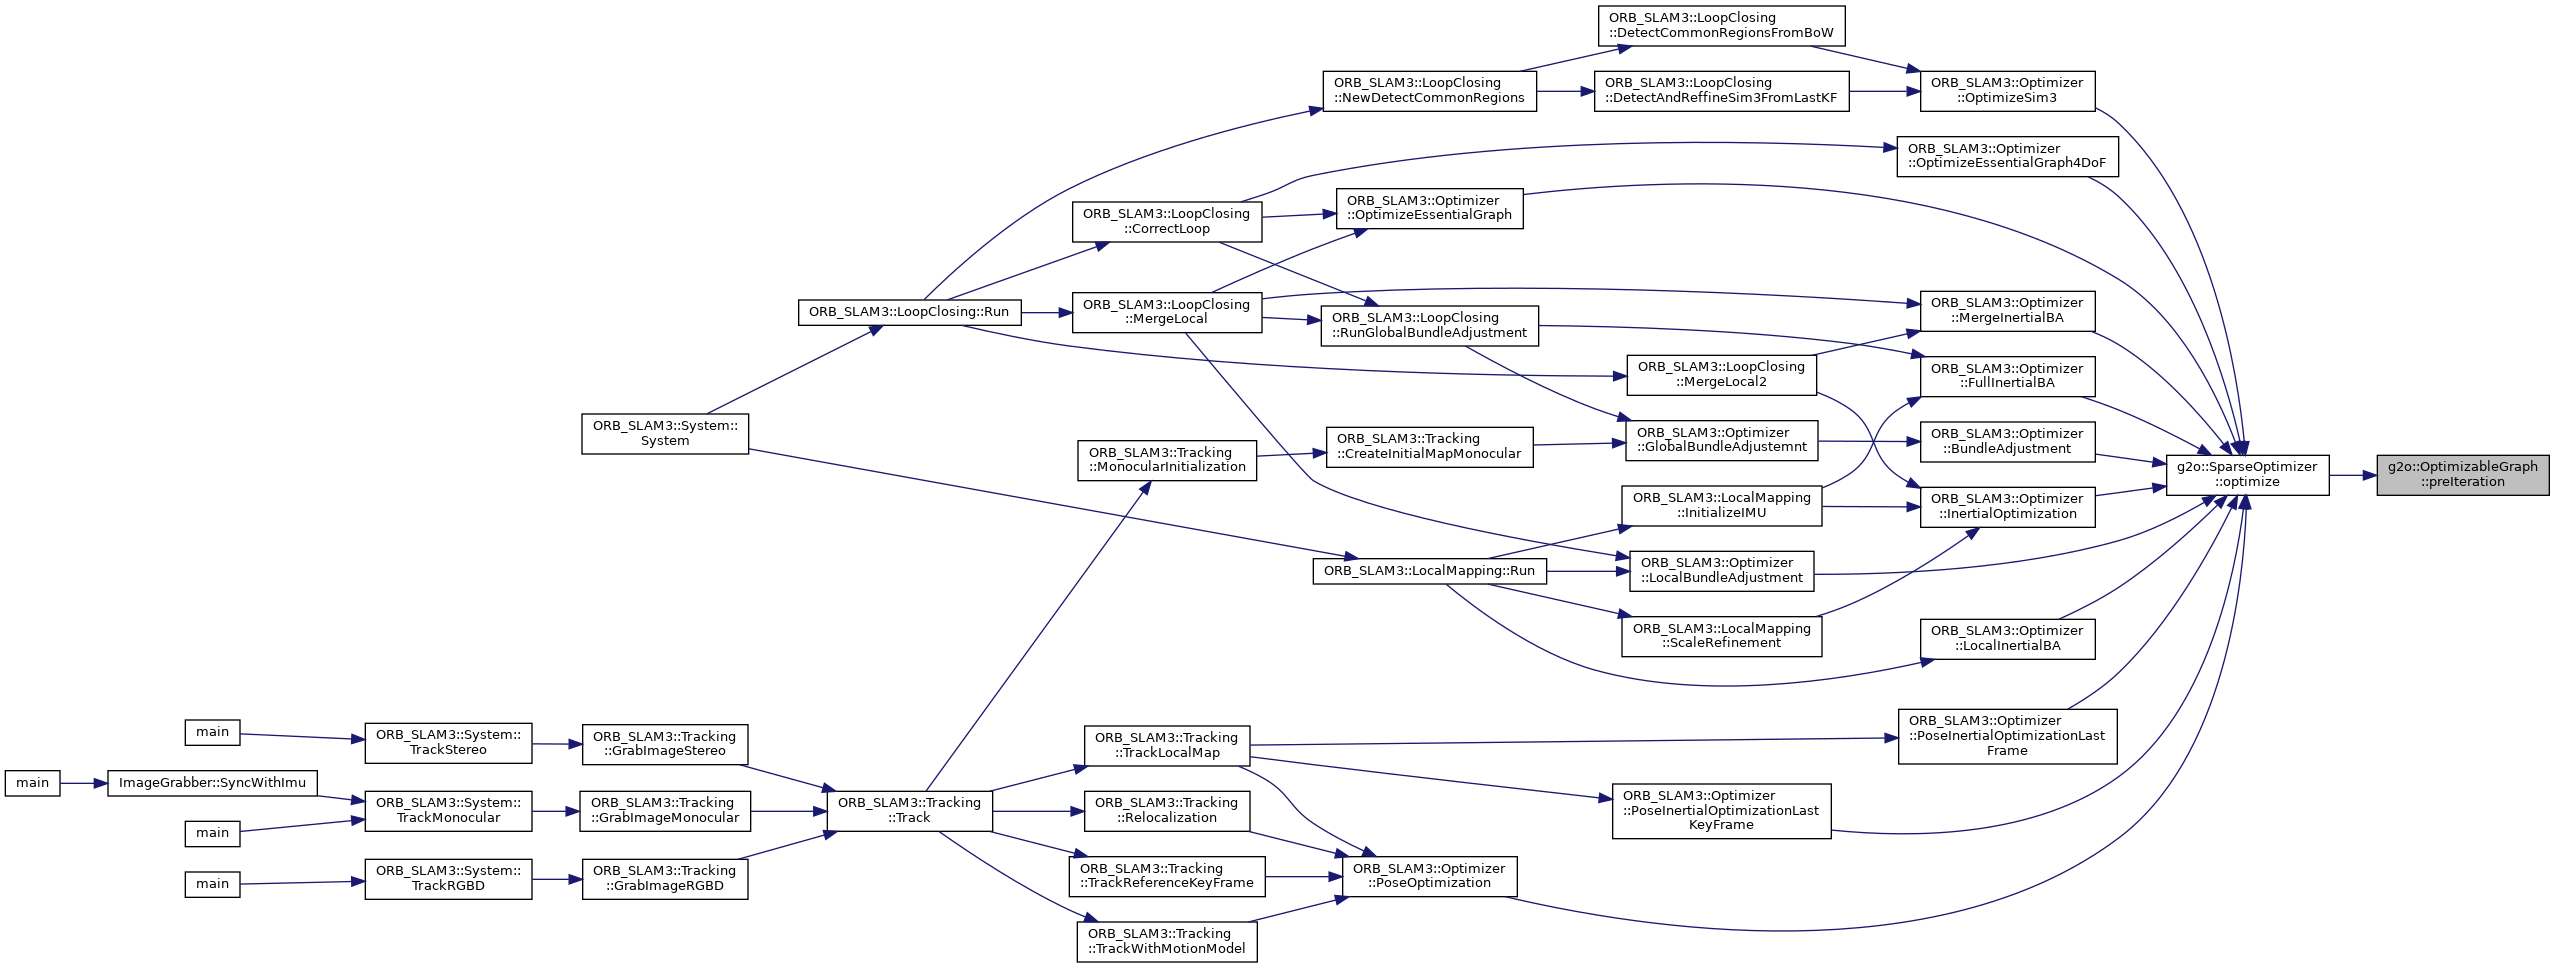 ORB_SLAM3::LoopClosing
::DetectCommonRegionsFromBoW
ORB_SLAM3::LoopClosing
::NewDetectCommonRegions
ORB_SLAM3::LoopClosing
::DetectAndReffineSim3FromLastKF
ORB_SLAM3::Optimizer
::OptimizeSim3
ORB_SLAM3::Optimizer
::OptimizeEssentialGraph4DoF
ORB_SLAM3::LoopClosing
::CorrectLoop
ORB_SLAM3::Optimizer
::OptimizeEssentialGraph
ORB_SLAM3::LoopClosing::Run
ORB_SLAM3::LoopClosing
::MergeLocal
ORB_SLAM3::LoopClosing
::RunGlobalBundleAdjustment
ORB_SLAM3::Optimizer
::MergeInertialBA
ORB_SLAM3::LoopClosing
::MergeLocal2
ORB_SLAM3::Optimizer
::FullInertialBA
ORB_SLAM3::System::
System
ORB_SLAM3::Tracking
::MonocularInitialization
ORB_SLAM3::Tracking
::CreateInitialMapMonocular
ORB_SLAM3::Optimizer
::GlobalBundleAdjustemnt
ORB_SLAM3::Optimizer
::BundleAdjustment
g2o::SparseOptimizer
::optimize
g2o::OptimizableGraph
::preIteration
ORB_SLAM3::LocalMapping
::InitializeIMU
ORB_SLAM3::Optimizer
::InertialOptimization
ORB_SLAM3::LocalMapping::Run
ORB_SLAM3::Optimizer
::LocalBundleAdjustment
ORB_SLAM3::LocalMapping
::ScaleRefinement
ORB_SLAM3::Optimizer
::LocalInertialBA
main
ORB_SLAM3::System::
TrackStereo
ORB_SLAM3::Tracking
::GrabImageStereo
ORB_SLAM3::Tracking
::TrackLocalMap
ORB_SLAM3::Optimizer
::PoseInertialOptimizationLast
Frame
main
ImageGrabber::SyncWithImu
ORB_SLAM3::System::
TrackMonocular
ORB_SLAM3::Tracking
::GrabImageMonocular
ORB_SLAM3::Tracking
::Track
ORB_SLAM3::Tracking
::Relocalization
ORB_SLAM3::Optimizer
::PoseInertialOptimizationLast
KeyFrame
main
main
ORB_SLAM3::System::
TrackRGBD
ORB_SLAM3::Tracking
::GrabImageRGBD
ORB_SLAM3::Tracking
::TrackReferenceKeyFrame
ORB_SLAM3::Optimizer
::PoseOptimization
ORB_SLAM3::Tracking
::TrackWithMotionModel